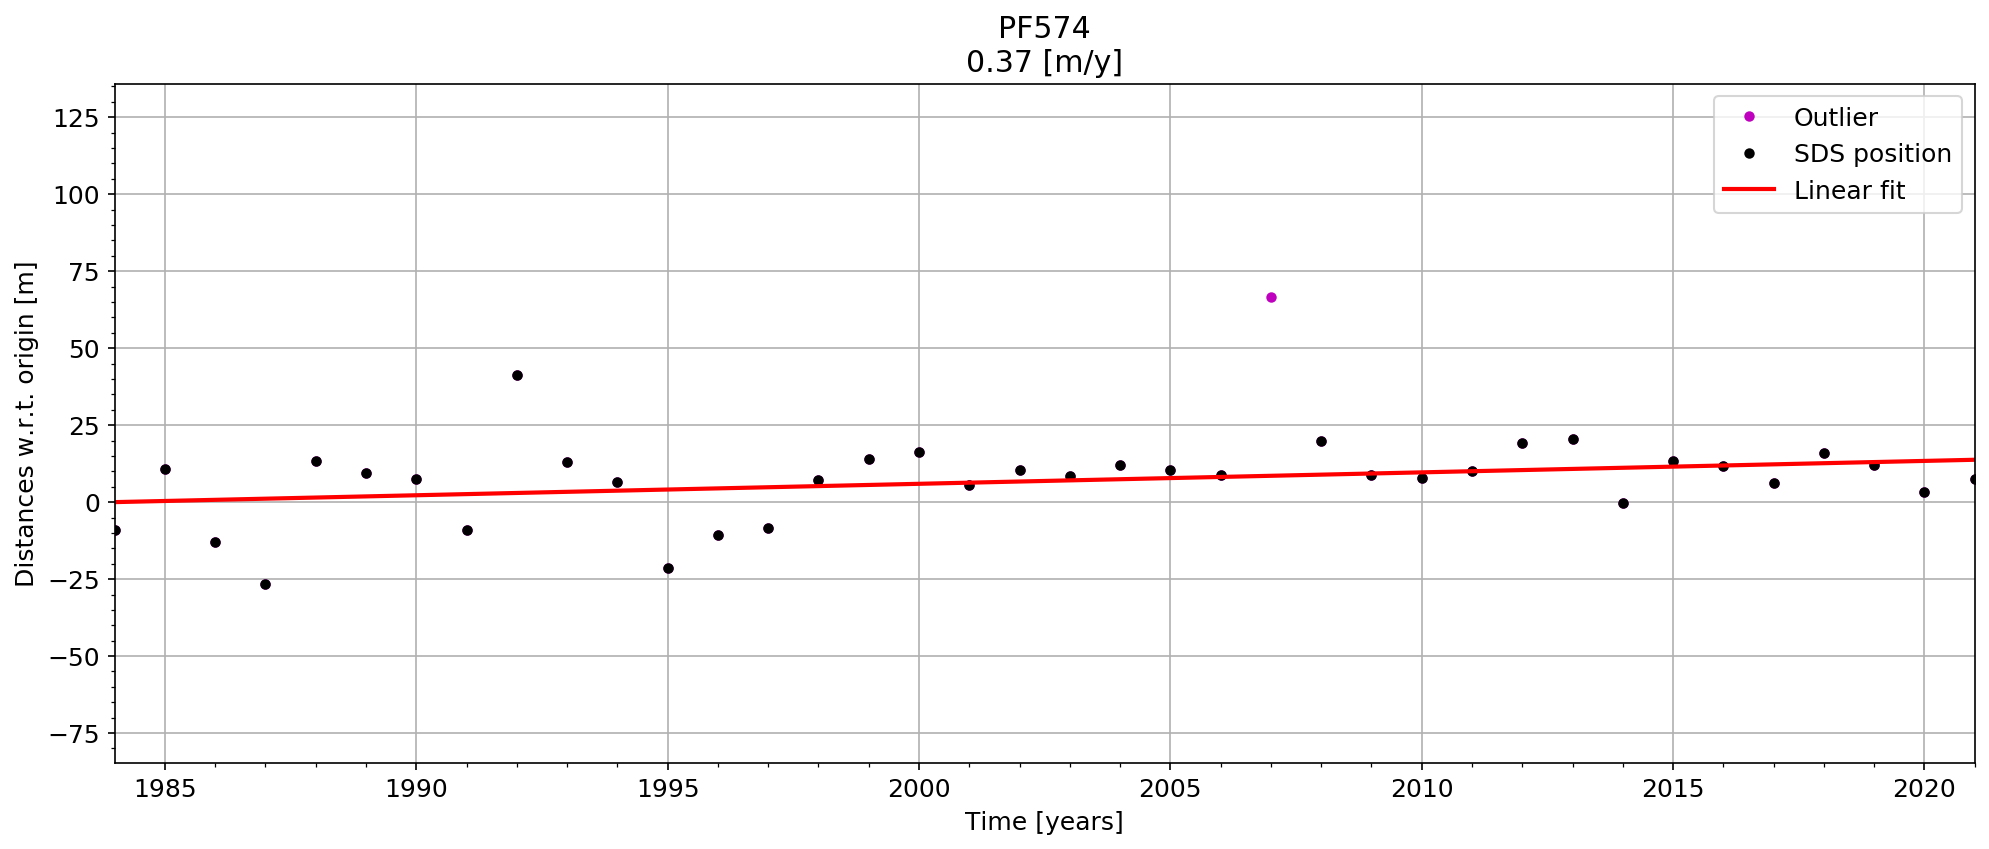 PF574
0.37 [m/y]
Outlier
SDS position
Linear fit
Distances w.r.t. origin [m]
125
100
75
50
25
0
−25
−50
−75
1985
1990
1995
2000
2005
2010
2015
2020
Time [years]